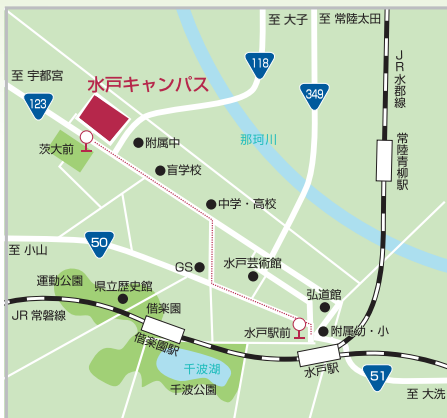 至 大子
至 常陸太田
至 宇都宮
水戸キャンパス
118
JR水郡線
349
123
茨大前
附属中
那珂川
盲学校
常陸青柳駅
中学・高校
50
至 小山
GS
水戸芸術館
運動公園
県立歴史館
弘道館
偕楽園
JR 常磐線
水戸駅前
附属幼・小
偕楽園駅
千波湖
水戸駅
千波公園
51
至 大洗